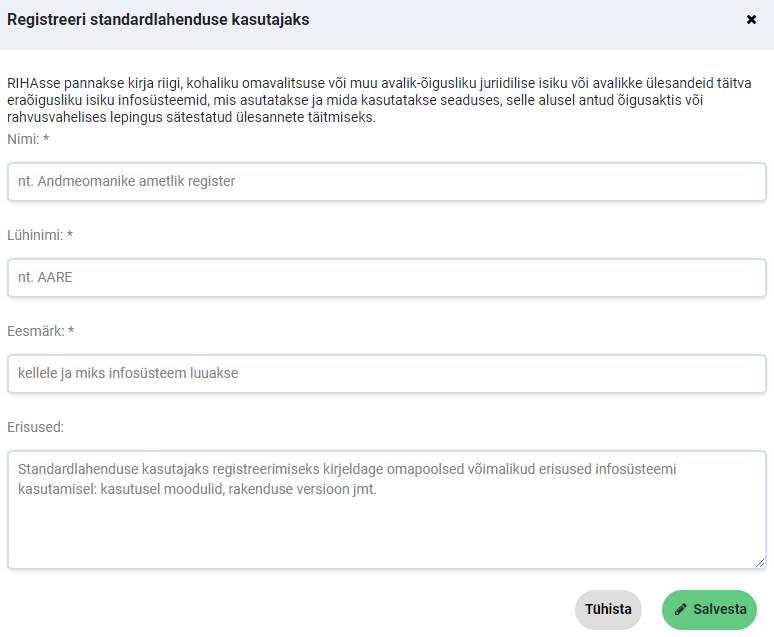 Registreeri standardlahenduse kasutajaks
RIHAsse pannakse kirja riigi, kohaliku omavalitsuse või muu avalik-õigusliku juriidilise isiku või avalikke ülesandeid täitva
eraõigusliku isiku infosüsteemid, mis asutatakse ja mida kasutatakse seaduses, selle alusel antud õigusaktis või
rahvusvahelises lepingus sätestatud ülesannete täitmiseks.
Nimi: *
nt. Andmeomanike ametlik register
Lühinimi: *
nt. AARE
Eesmärk: *
kellele ja miks infosüsteem luuakse
Erisused:
Standardlahenduse kasutajaks registreerimiseks kirjeldage omapoolsed võimalikud erisused infosüsteemi
kasutamisel: kasutusel moodulid, rakenduse versioon jmt.
Tühista
Salvesta